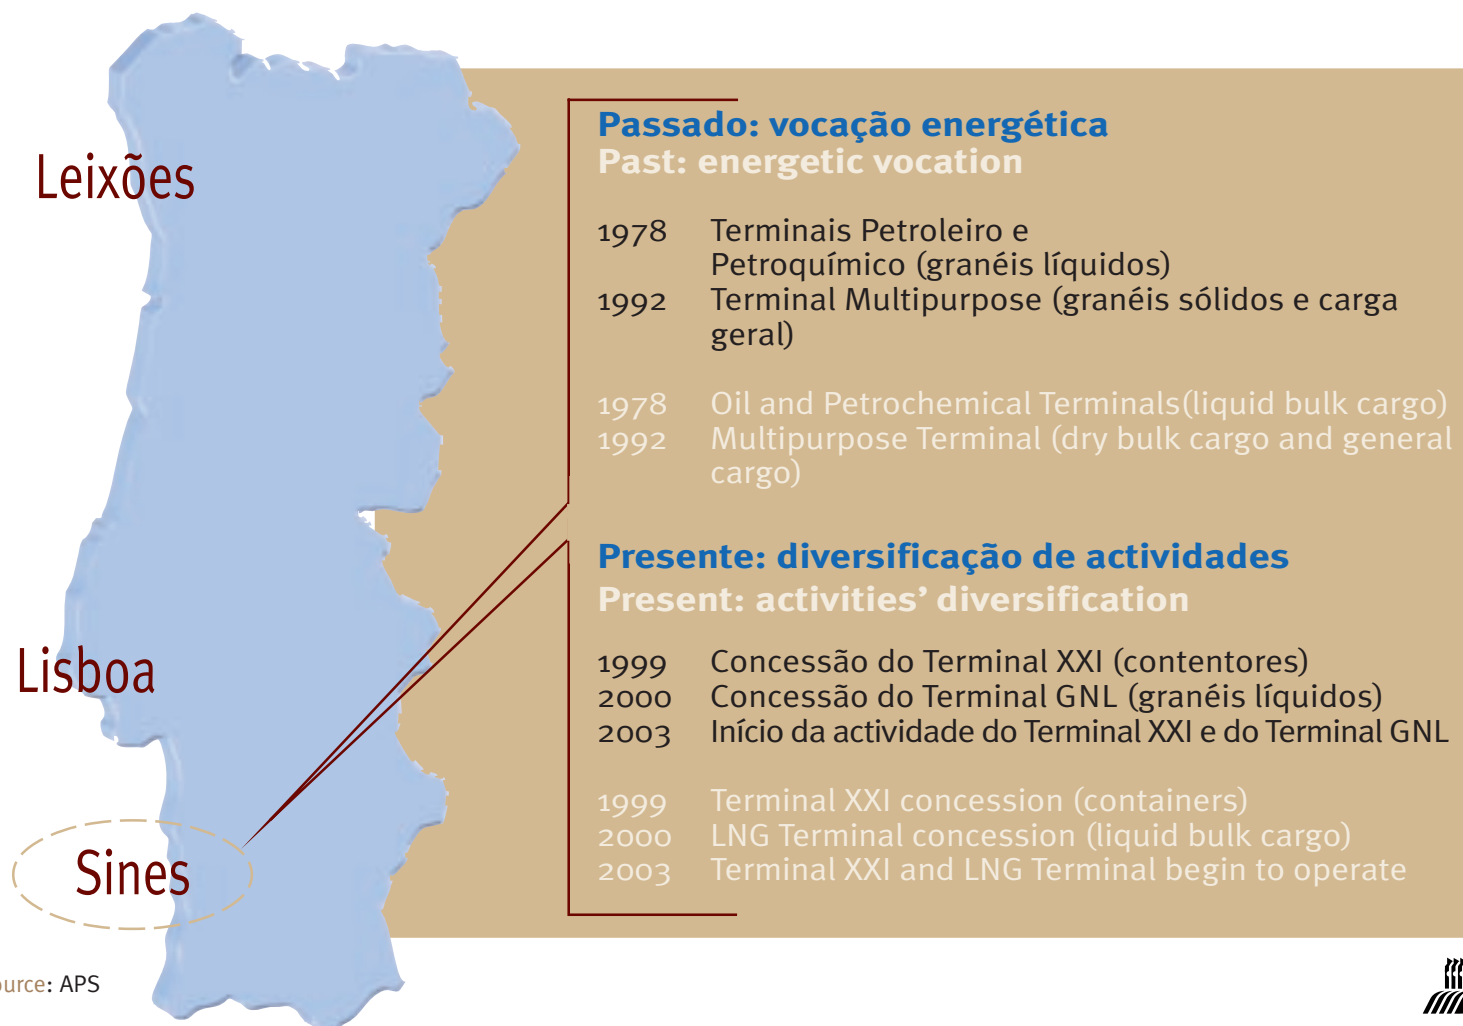 Leixões
Lisboa
Sines
Passado: vocação energética
Past: energetic vocation
1978 Terminais Petroleiro e
Petroquímico (granéis líquidos)
1992 Terminal Multipurpose (granéis sólidos e carga
geral)
1978 Oil and Petrochemical Terminals(liquid bulk cargo)
1992 Multipurpose Terminal (dry bulk cargo and general
cargo)
Presente: diversificação de actividades
Present: activities’ diversification
1999 Concessão do Terminal XXI (contentores)
2000 Concessão do Terminal GNL (granéis líquidos)
2003 Início da actividade do Terminal XXI e do Terminal GNL
1999 Terminal XXI concession (containers)
2000 LNG Terminal concession (liquid bulk cargo)
2003 Terminal XXI and LNG Terminal begin to operate
urce: APS